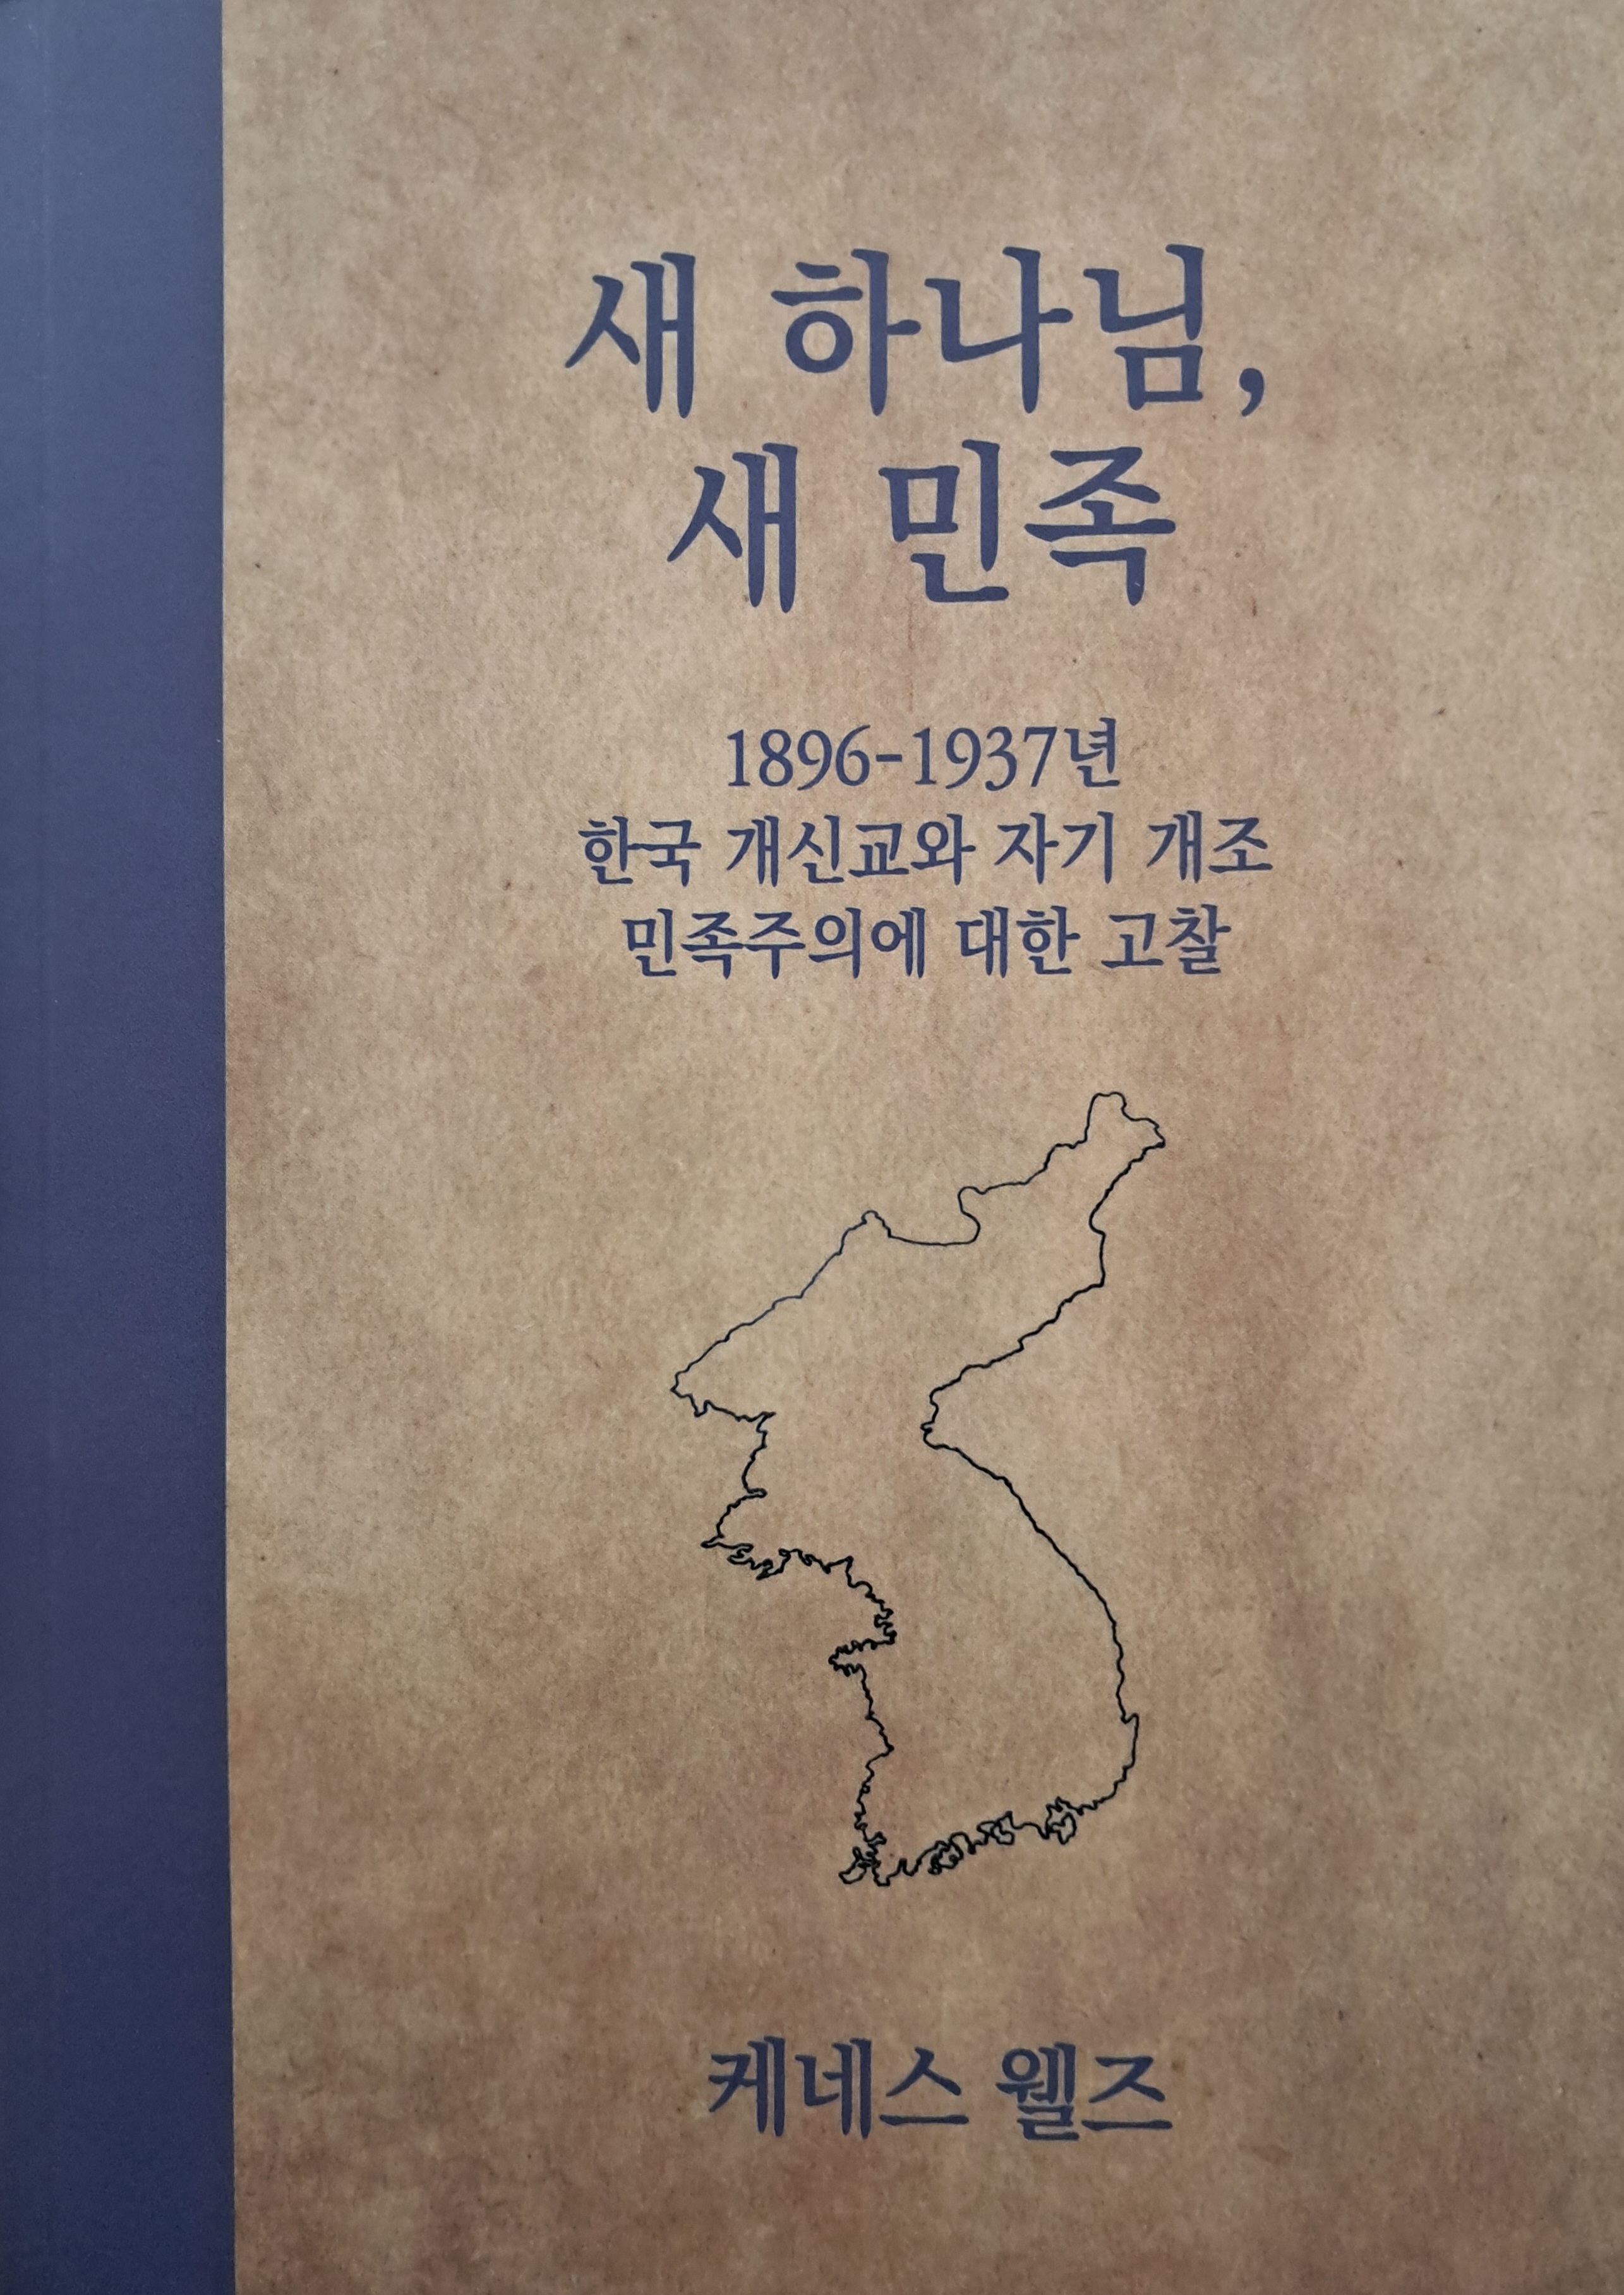 새 하나님,
새 민족
1896-1937년
한국 개신교와 자기 개조
민족주의에 대한 고찰
케네스 웰즈